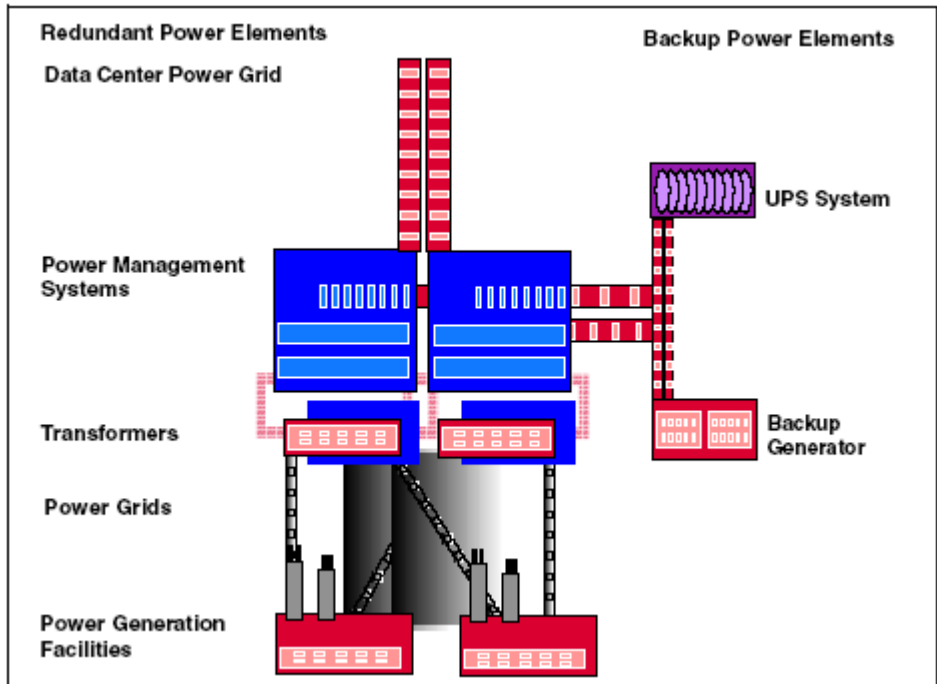 Redundant Power Elements
Backup Power Elements
Data Center Power Grid
UPS System
Power Management
Systems
Transformers
Backup
Generator
Power Grids
Power Generation
Facilities